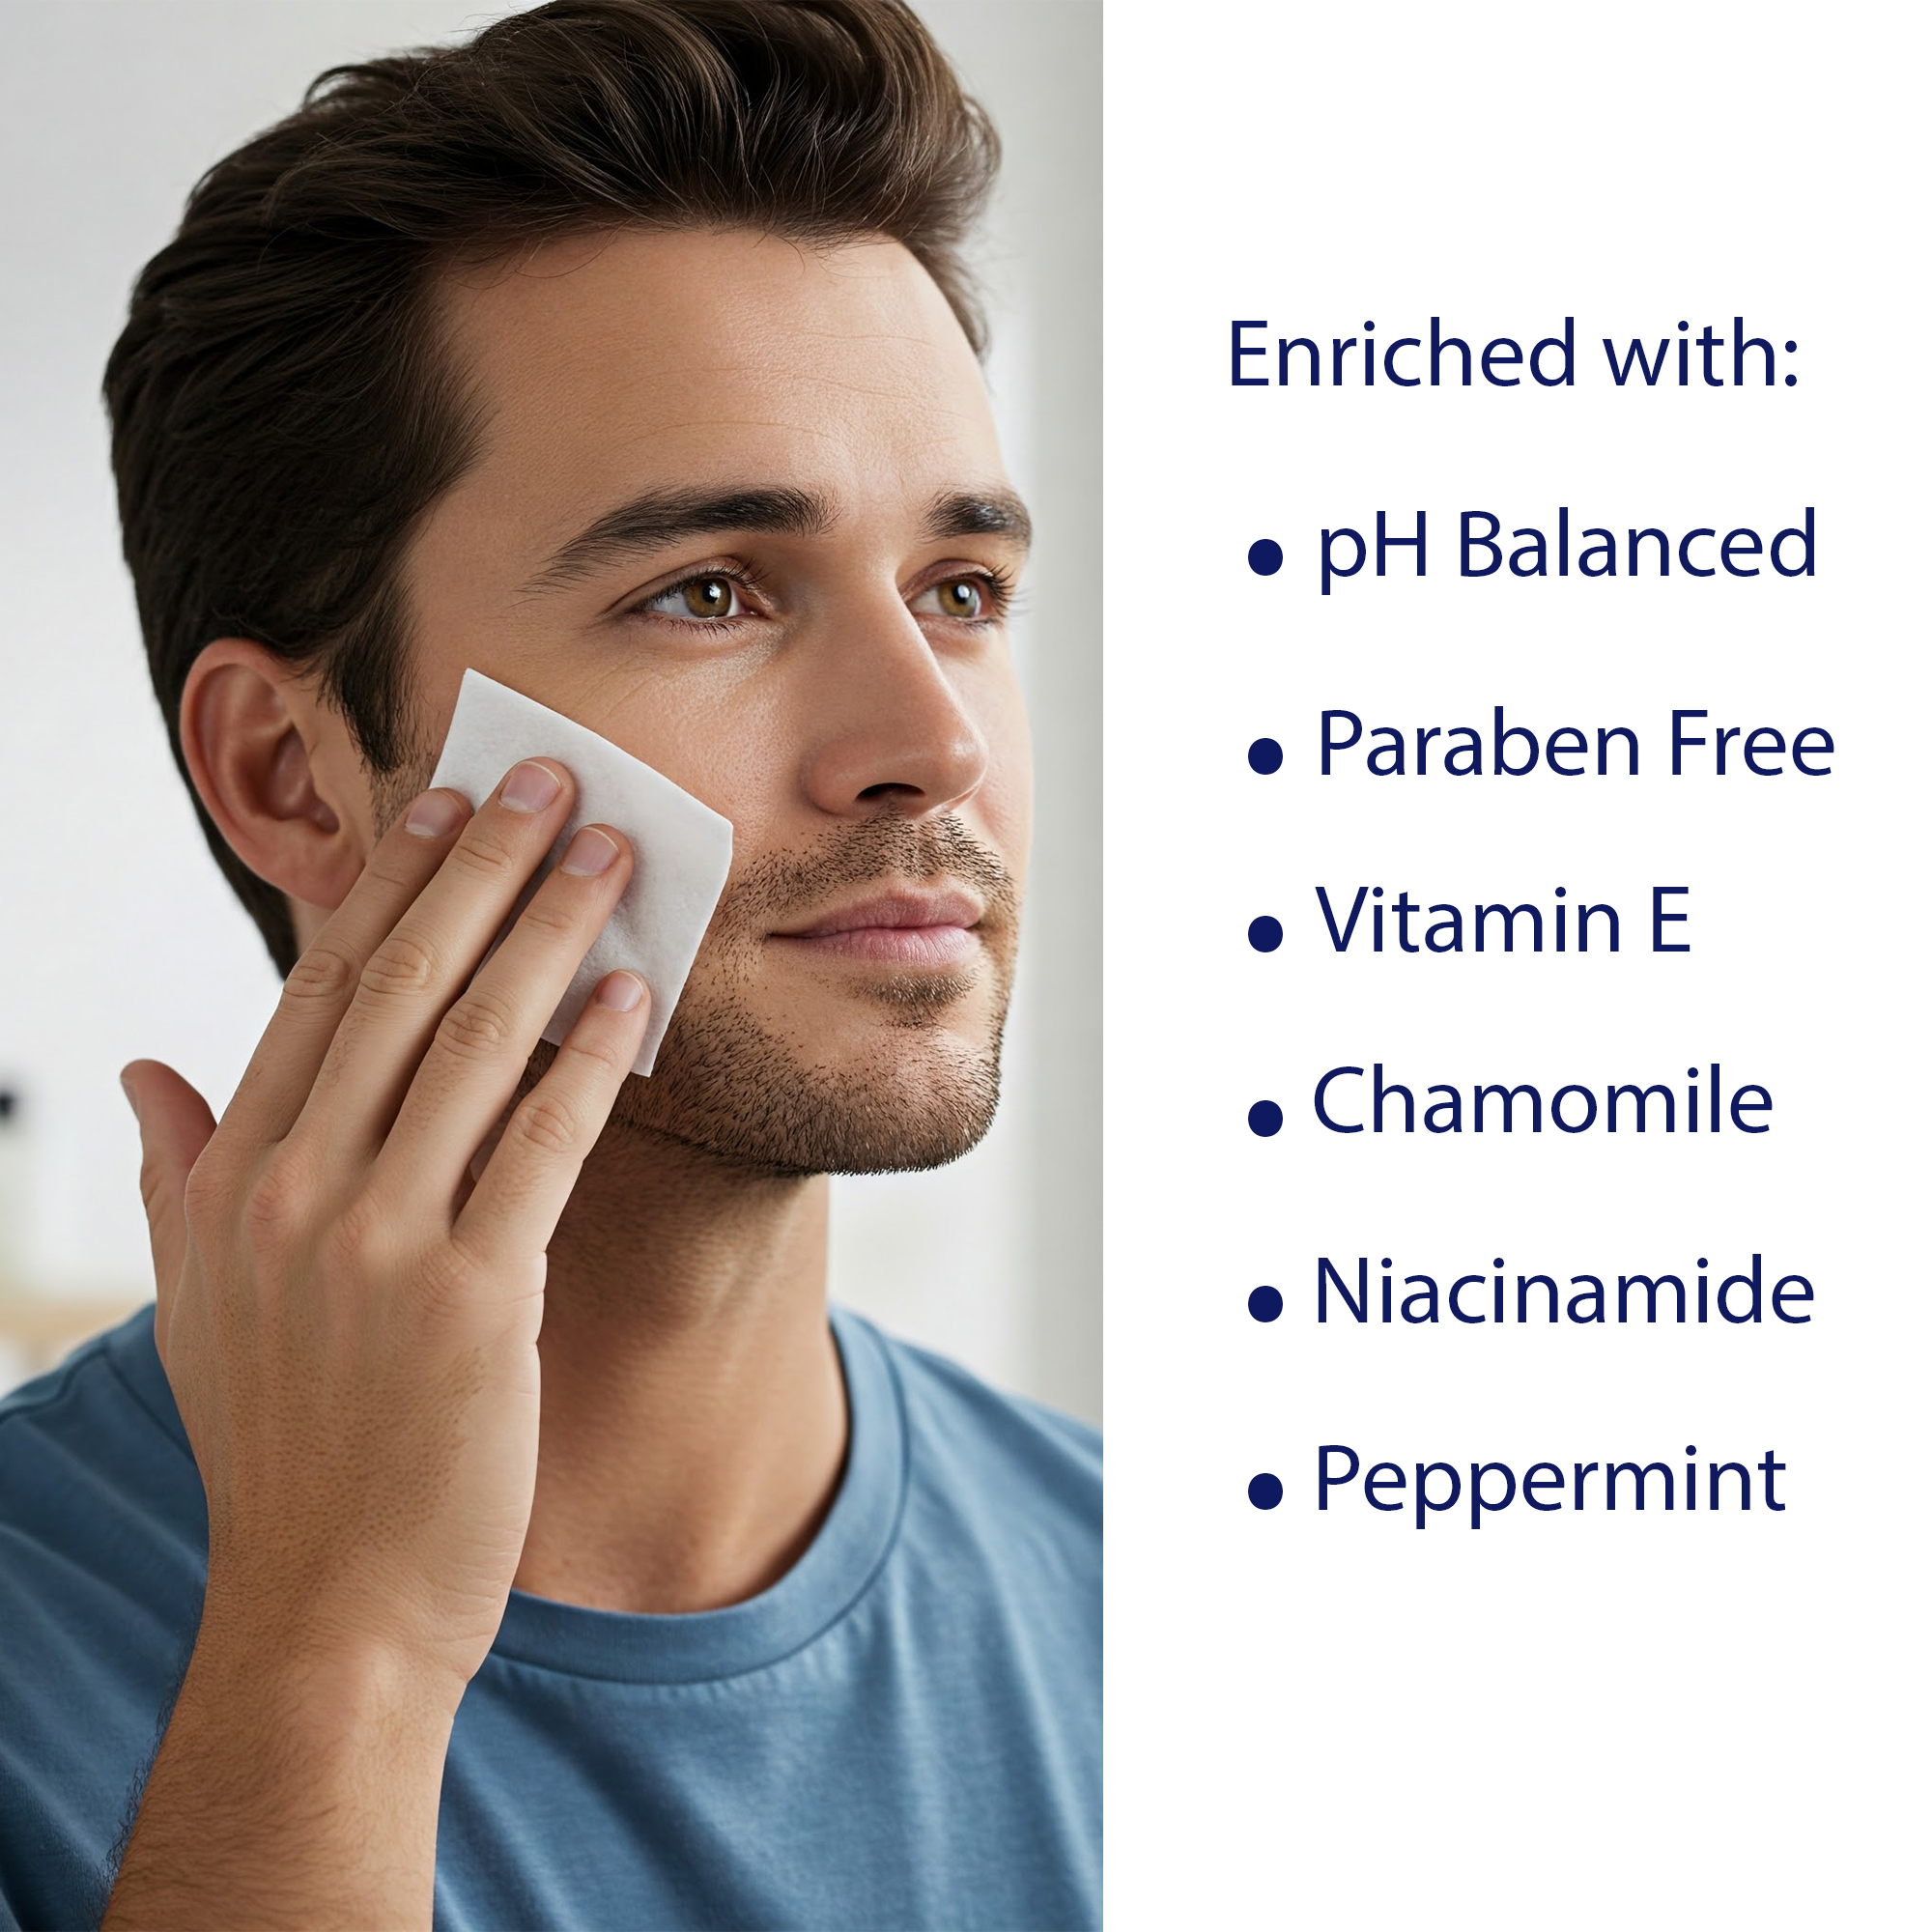 Enriched with:
• pH Balanced
• Paraben Free
• Vitamin E
• Chamomile
• Niacinamide
• Peppermint